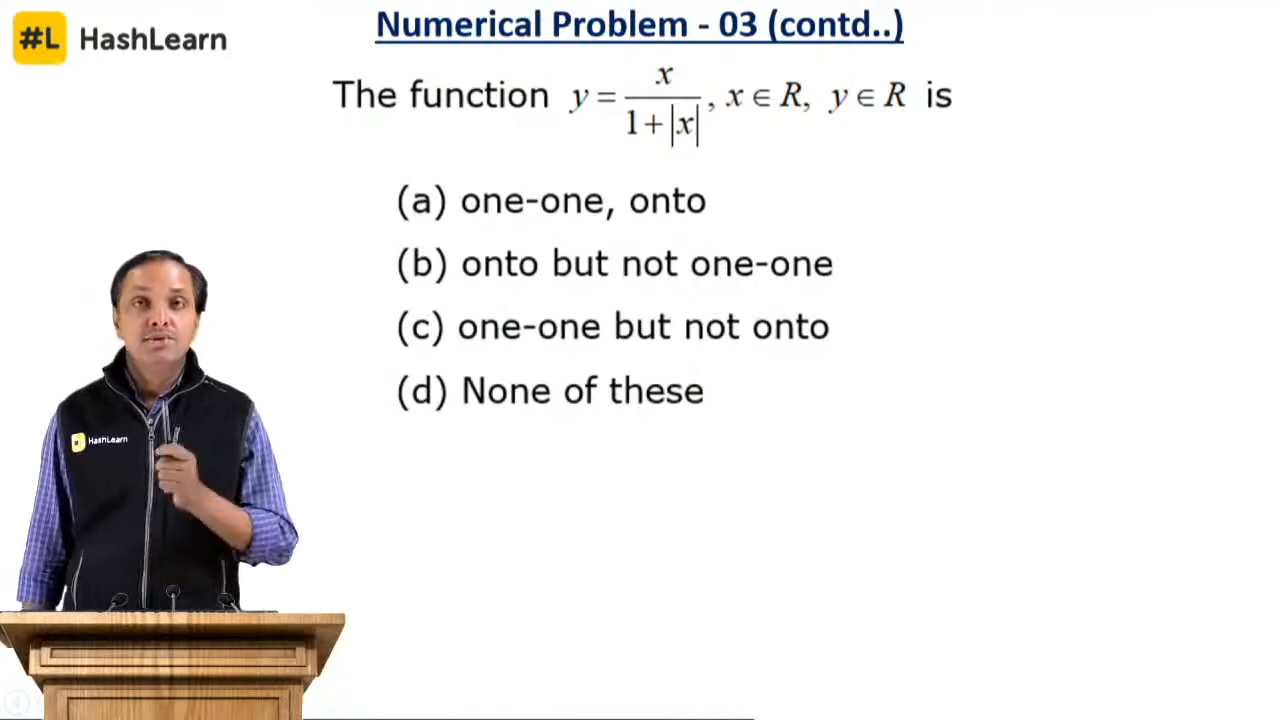 #L HashLearn
Numerical Problem - 03 (contd..)
The function y = x / (1 + |x|), x ∈ R, y ∈ R is
(a) one-one, onto
(b) onto but not one-one
(c) one-one but not onto
(d) None of these
HashLearn